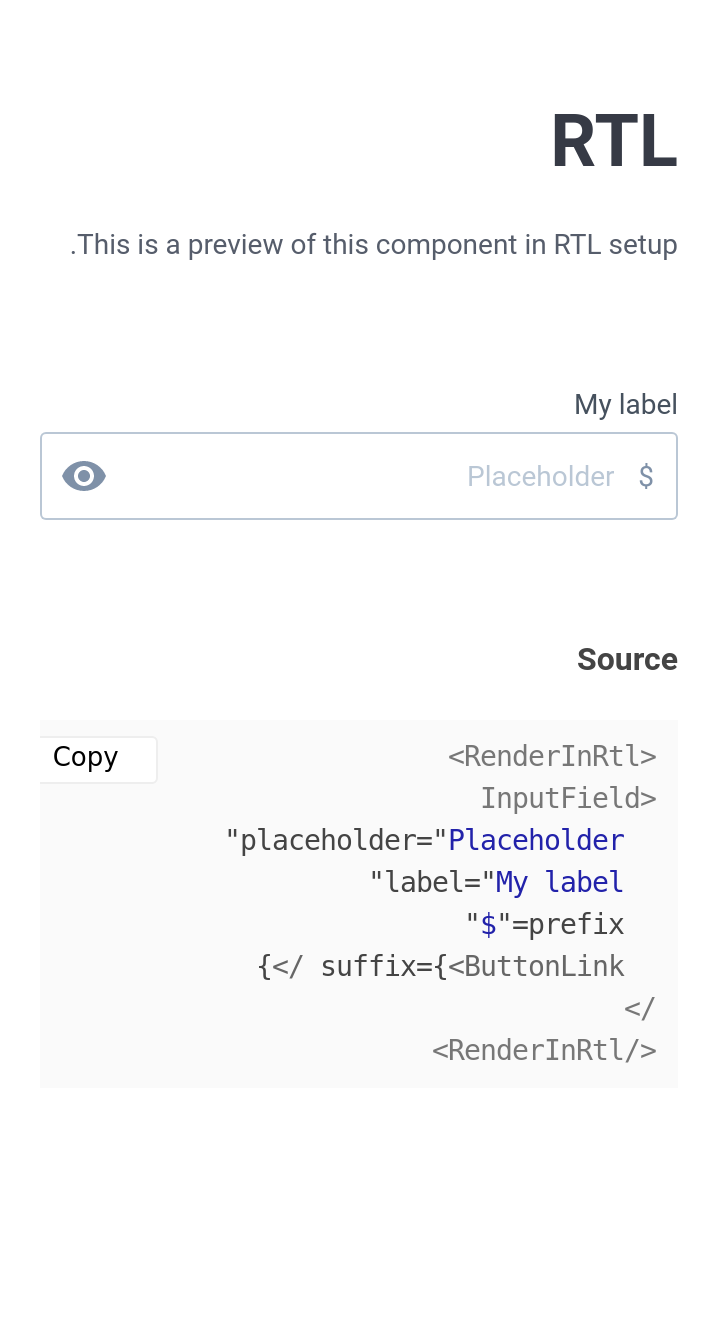 RTL
.This is a preview of this component in RTL setup
My label
Placeholder $
Source
Copy
<RenderInRtl>
InputField>
"placeholder="Placeholder
"label="My label
"$"=prefix
{</ suffix={<ButtonLink
</
<RenderInRtl/>